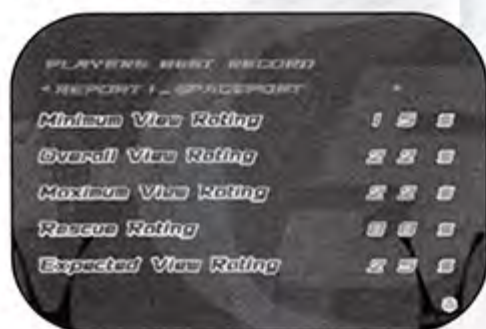 PLAYERS BEST RECORD
<REPORT 1_ SPACEPORT >
Minimum View Rating
Overall View Rating
Maximum View Rating
Rescue Rating
Expected View Rating